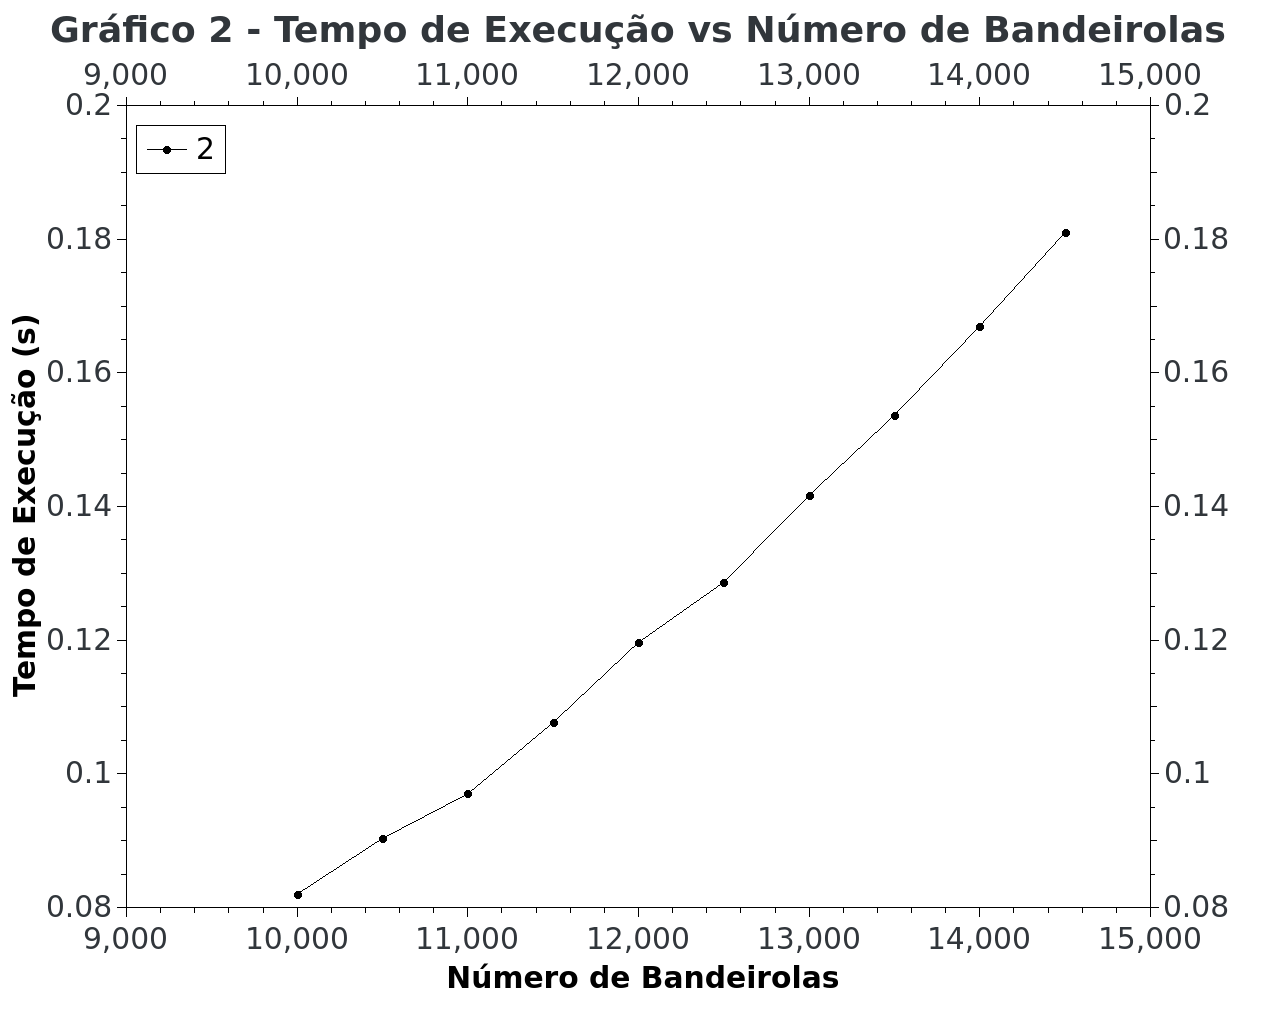 Gráfico 2 - Tempo de Execução vs Número de Bandeirolas
9,000 10,000 11,000 12,000 13,000 14,000 15,000
0.2 0.2
2
0.18 0.18
0.16 0.16
0.14 0.14
0.12 0.12
0.1 0.1
0.08 0.08
Tempo de Execução (s)
9,000 10,000 11,000 12,000 13,000 14,000 15,000
Número de Bandeirolas